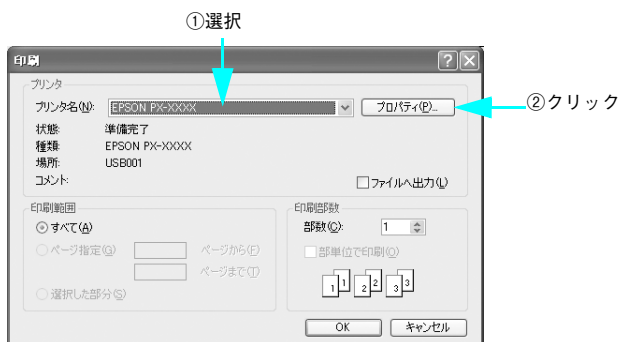 ①選択
印刷
プリンタ
プリンタ名(N): EPSON PX-XXXX プロパティ(P)...
②クリック
状態: 準備完了
種類: EPSON PX-XXXX
場所: USB001
コメント: ファイルへ出力(L)
印刷範囲
すべて(A)
ページ指定(G) ページから(F)
ページまで(T)
選択した部分(S)
印刷部数
部数(C): 1
部単位で印刷(O)
1 1 2 2 3 3
OK キャンセル